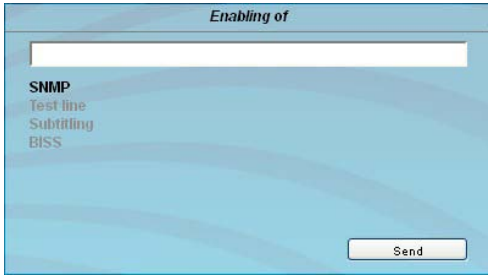 Enabling of
SNMP
Test line
Subtitling
BISS
Send